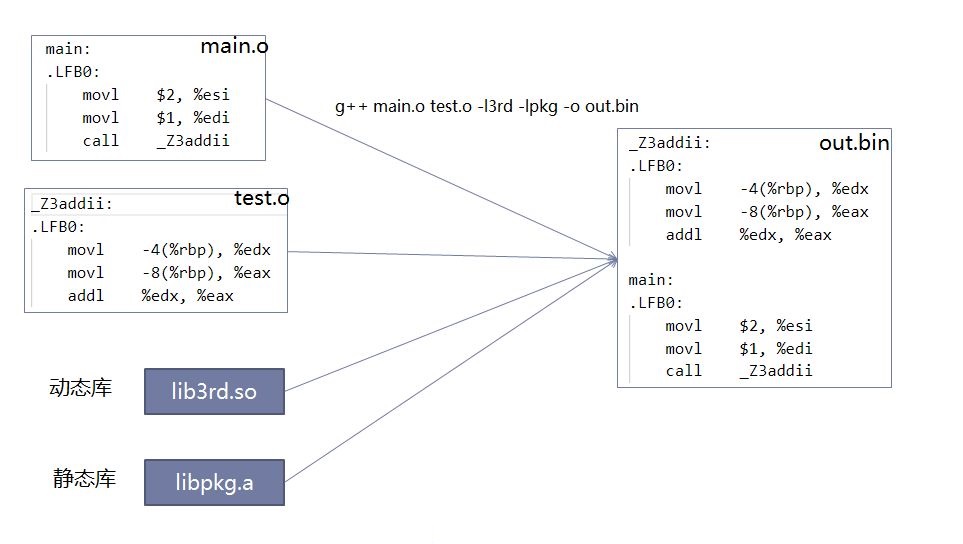 main.o
main:
.LFB0:
movl $2, %esi
movl $1, %edi
call _Z3addii
g++ main.o test.o -l3rd -lpkg -o out.bin
test.o
_Z3addii:
.LFB0:
movl -4(%rbp), %edx
movl -8(%rbp), %eax
addl %edx, %eax
动态库
lib3rd.so
静态库
libpkg.a
out.bin
_Z3addii:
.LFB0:
movl -4(%rbp), %edx
movl -8(%rbp), %eax
addl %edx, %eax
main:
.LFB0:
movl $2, %esi
movl $1, %edi
call _Z3addii